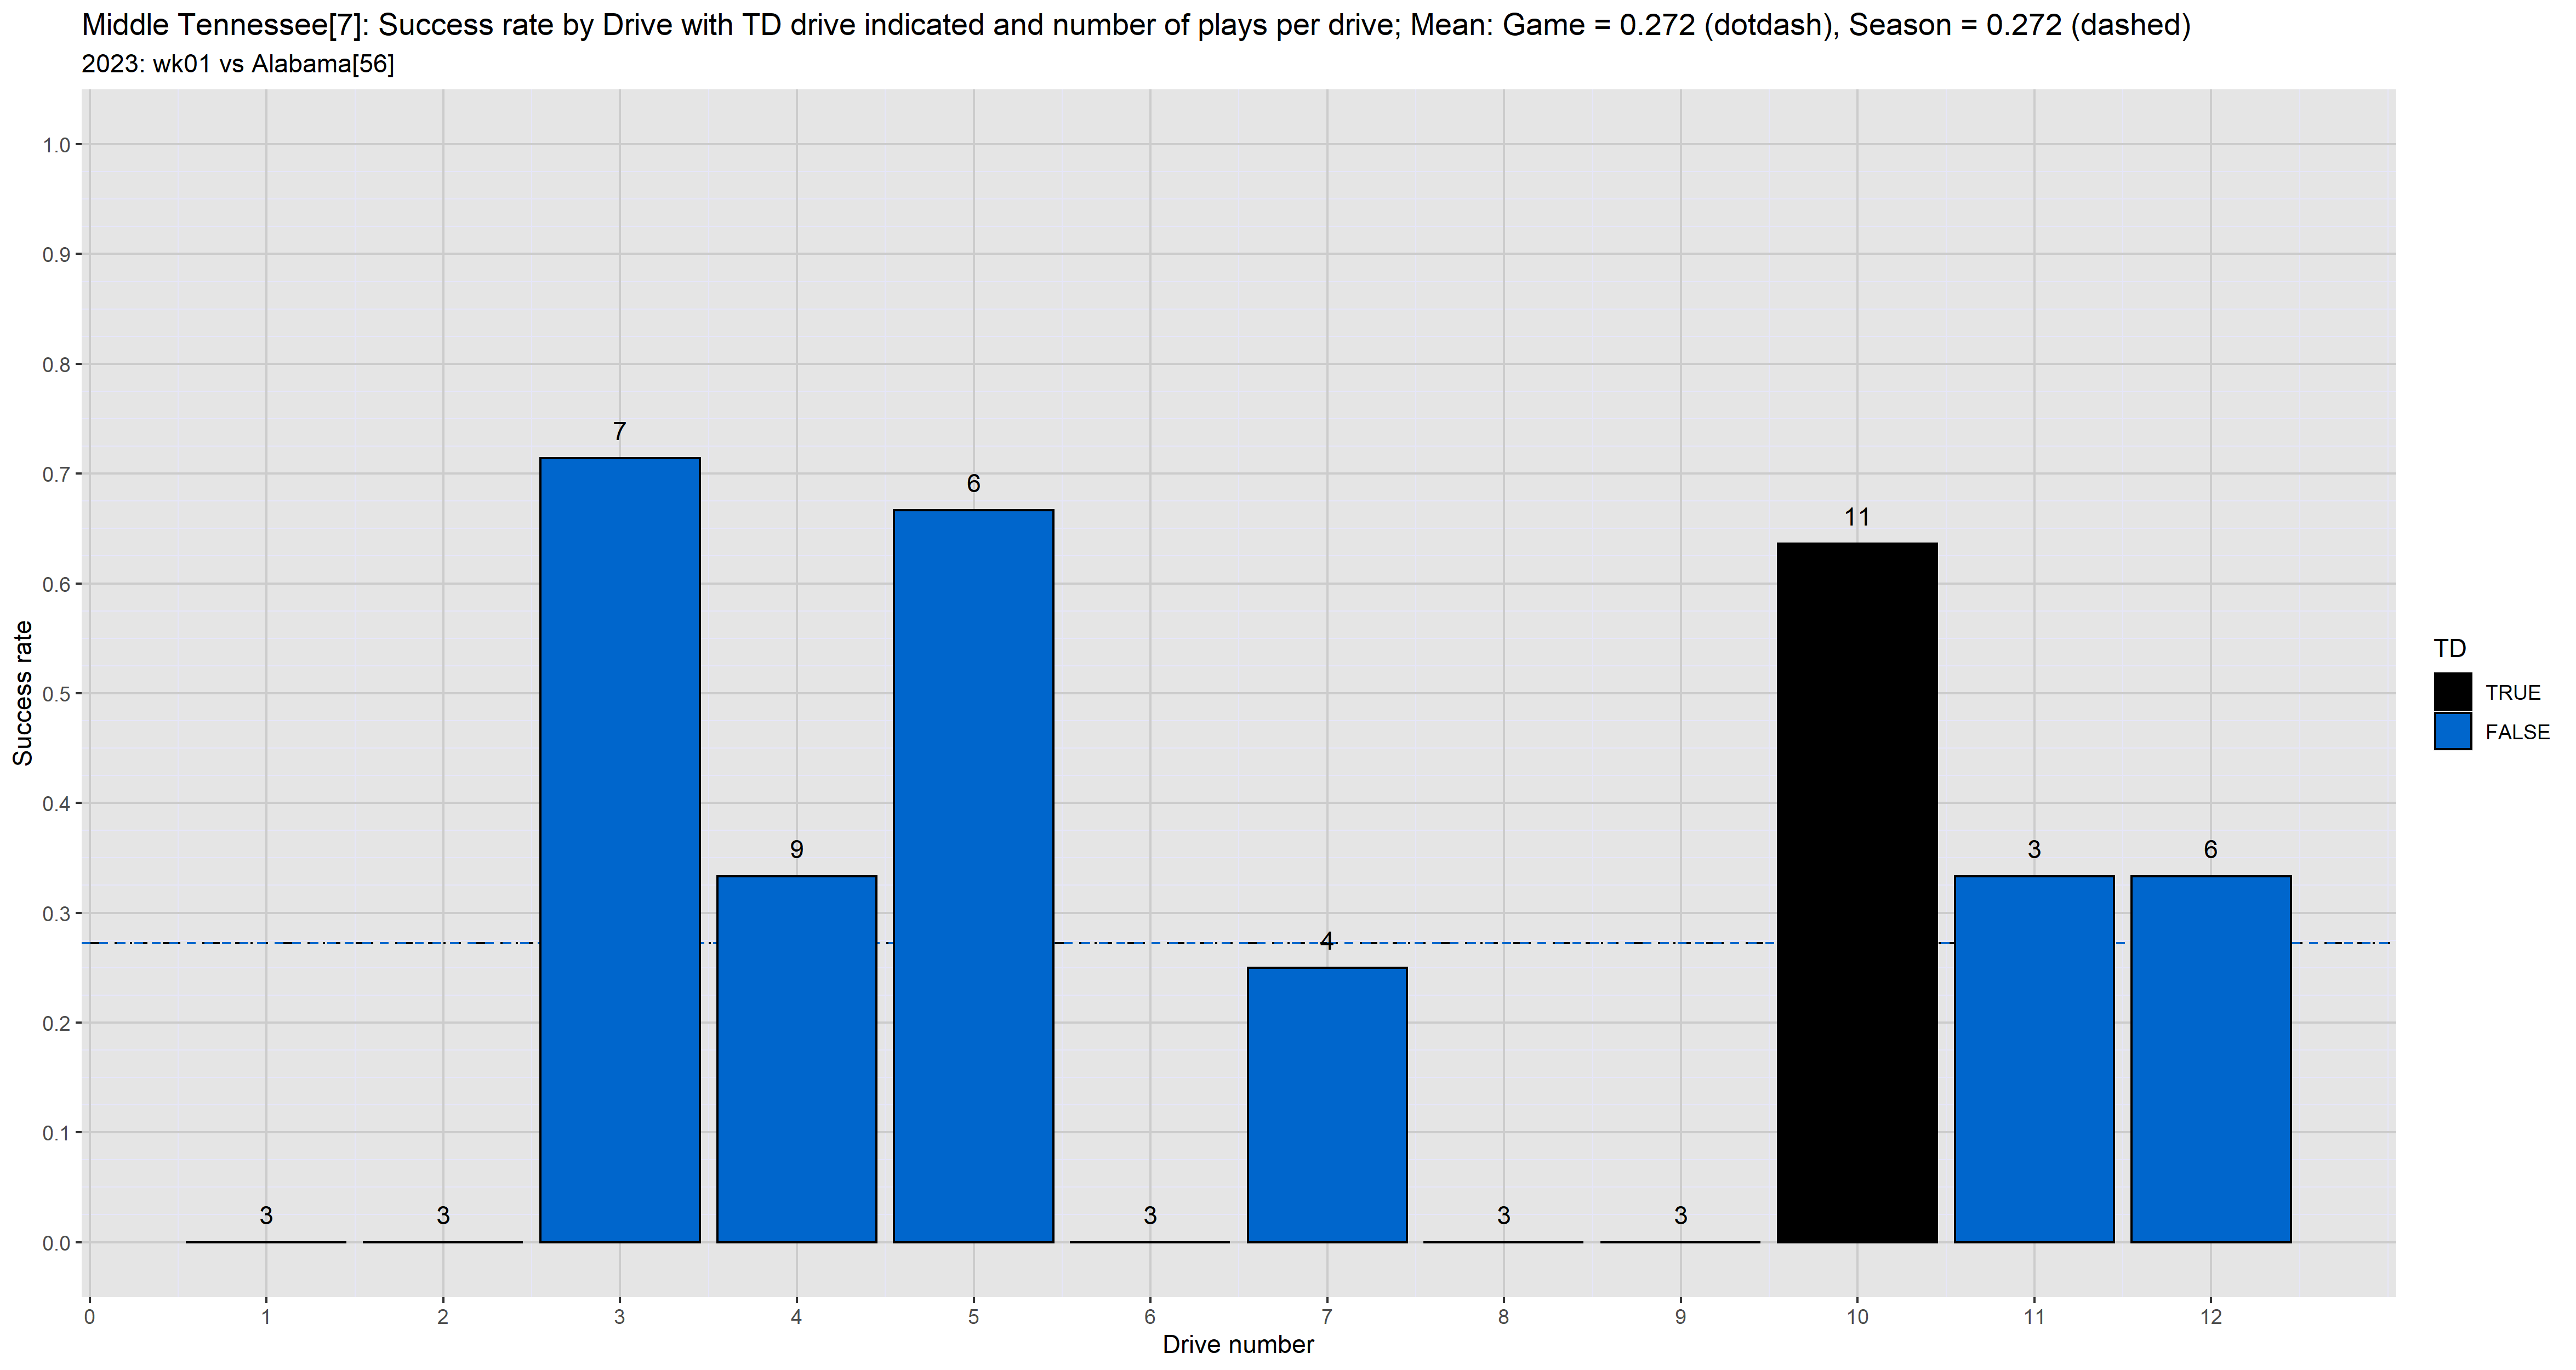 Middle Tennessee[7]: Success rate by Drive with TD drive indicated and number of plays per drive; Mean: Game = 0.272 (dotdash), Season = 0.272 (dashed)
2023: wk01 vs Alabama[56]
Success rate
1.0
0.9
0.8
0.7
0.6
0.5
0.4
0.3
0.2
0.1
0.0
3
3
7
9
6
3
4
3
3
11
3
6
0 1 2 3 4 5 6 7 8 9 10 11 12
Drive number
TD
TRUE
FALSE